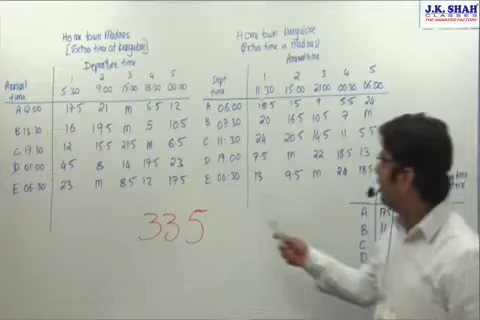 J.K. SHAH
CLASSES
Home town Madras
[Extra time at bangalore]
Departure time
1 2 3 4 5
Arrival time 5:30 9:00 15:00 18:30 00:00
A 12:00 17.5 21 m 6.5 12
B 13:30 16 19.5 m 5 10.5
C 17:30 12 15.5 21.5 m 6.5
D 01:00 4.5 8 14 17.5 23
E 06:30 23 m 8.5 12 17.5
Home town bangalore
(Extra time in madras)
Arrival time
1 2 3 4 5
Dept time 11:30 15:00 21:00 00:30 06:00
A 06:00 18.5 15 9 5.5 24
B 07:30 20 16.5 10.5 7 m
C 11:30 24 20.5 14.5 11 5.5
D 19:00 7.5 m 22 18.5 13
E 00:30 13 9.5 m 24 18.5
335
A 17.5
B
C
D